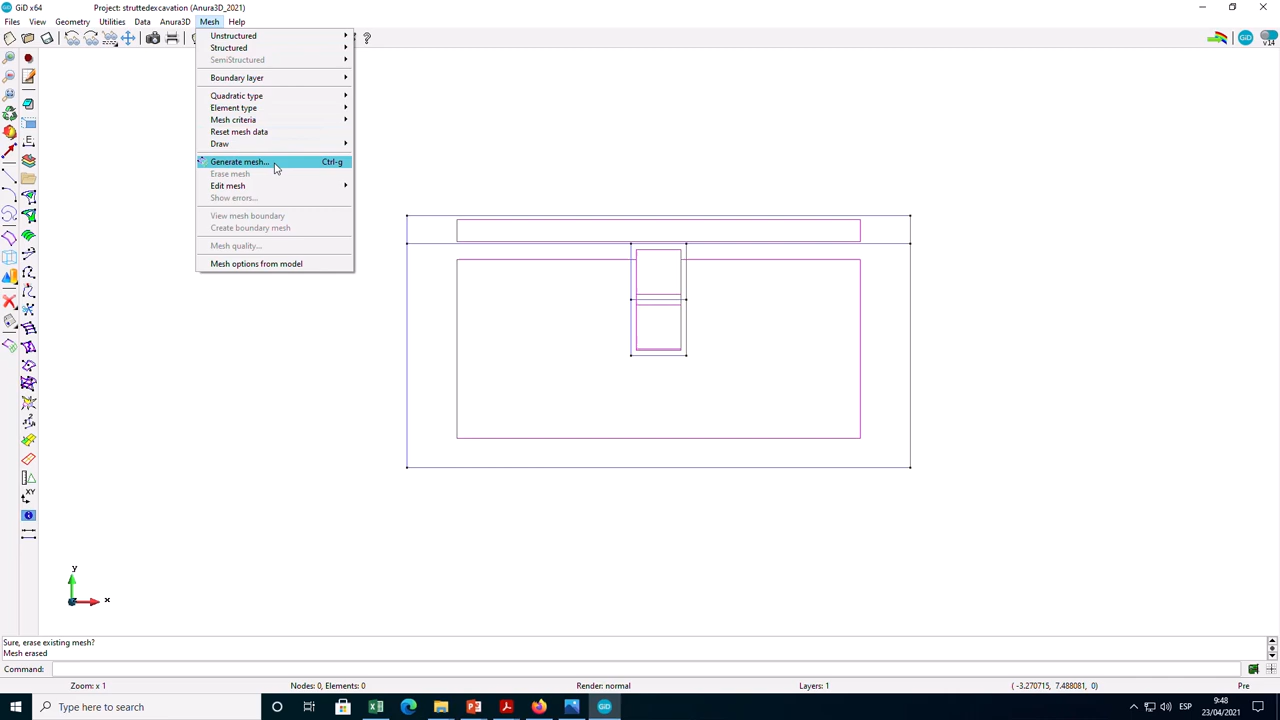 GiD x64
Project: struttedexcavation (Anura3D_2021)
Files View Geometry Utilities Data Anura3D Mesh Help
v14
Unstructured
Structured
SemiStructured
Boundary layer
Quadratic type
Element type
Mesh criteria
Reset mesh data
Draw
Generate mesh... Ctrl-g
Erase mesh
Edit mesh
Show errors...
View mesh boundary
Create boundary mesh
Mesh quality...
Mesh options from model
y
x
Sure, erase existing mesh?
Mesh erased
Command:
Zoom: x 1 Nodes: 0, Elements: 0 Render: normal Layers: 1 ( -3.270715, 7.488081, 0) Pre
Type here to search
ESP
9:48
23/04/2021